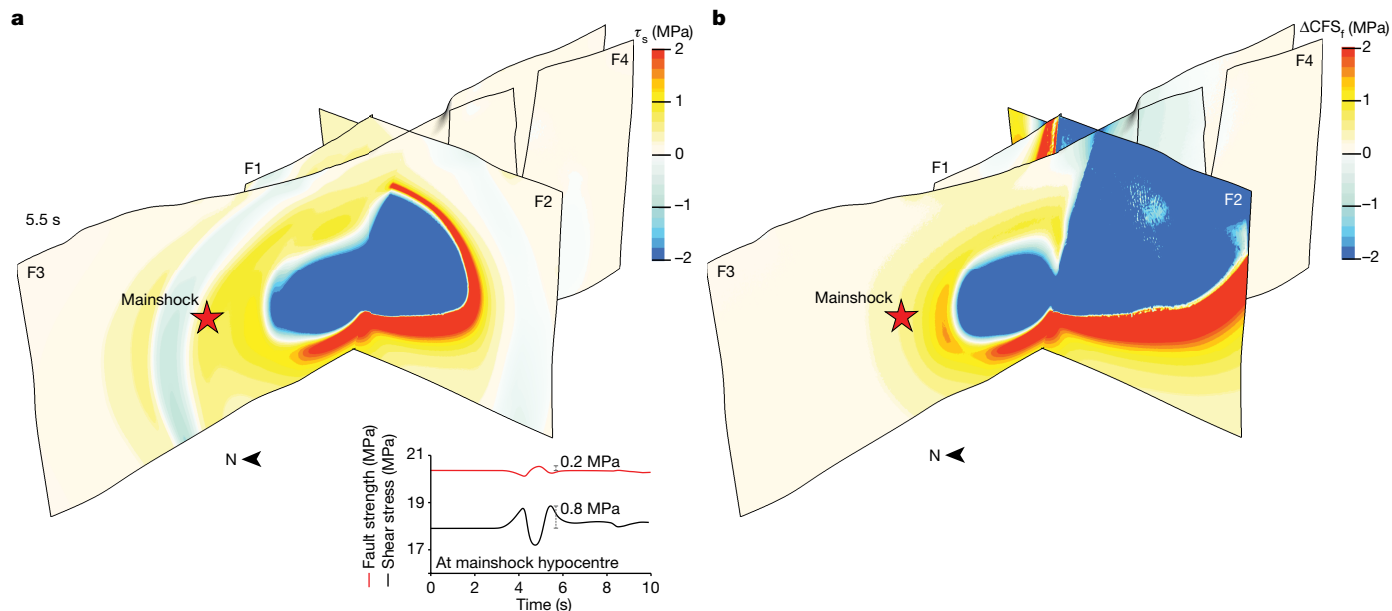 a
τs (MPa)
2
1
0
−1
−2
F4
F1
F2
5.5 s
F3
Mainshock
N
Fault strength (MPa)
Shear stress (MPa)
21
19
17
0.2 MPa
0.8 MPa
At mainshock hypocentre
0 2 4 6 8 10
Time (s)
b
ΔCFSf (MPa)
2
1
0
−1
−2
F4
F1
F2
F3
Mainshock
N